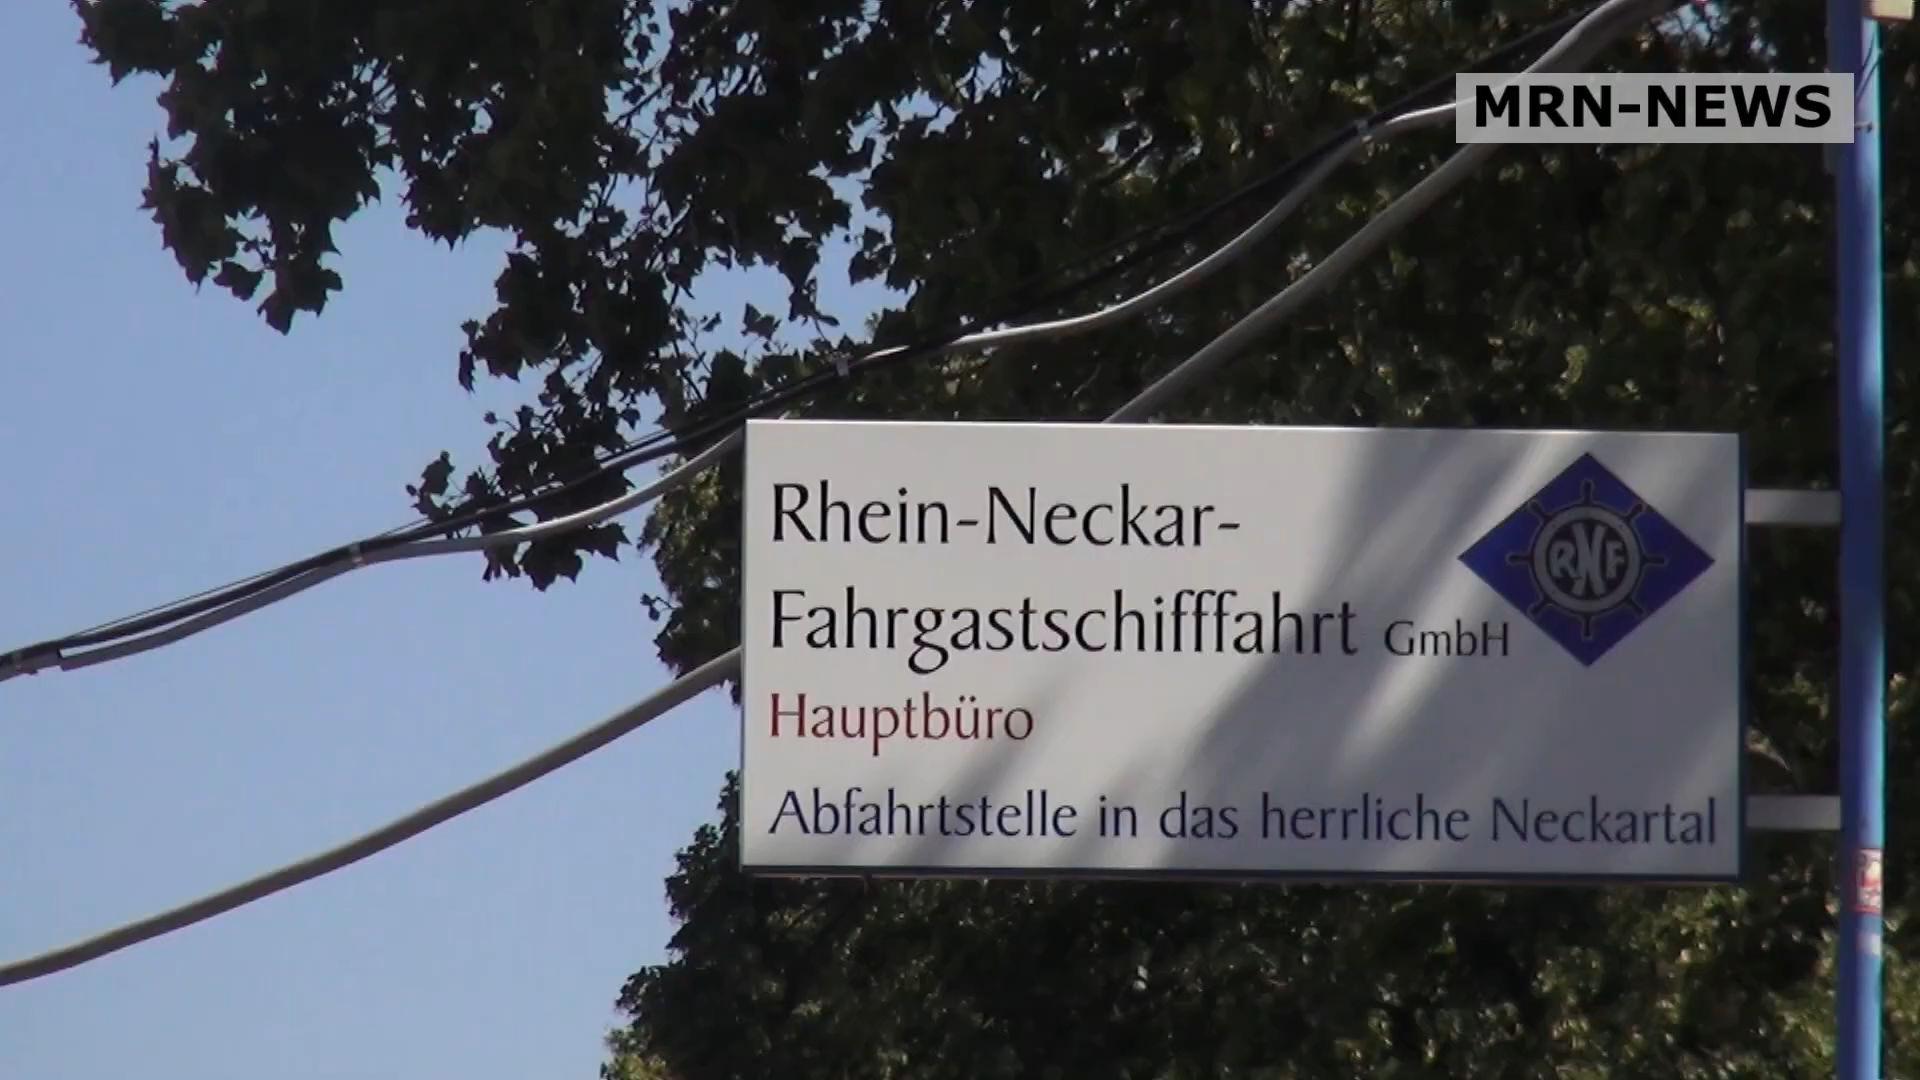 MRN-NEWS
Rhein-Neckar-
Fahrgastschifffahrt GmbH
RNF
Hauptbüro
Abfahrtstelle in das herrliche Neckartal